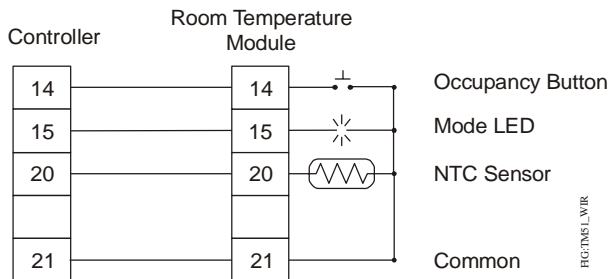 Room Temperature
Controller
Module
14
14
Occupancy Button
15
15
Mode LED
20
20
NTC Sensor
21
21
Common
FIG:TM51_WIR